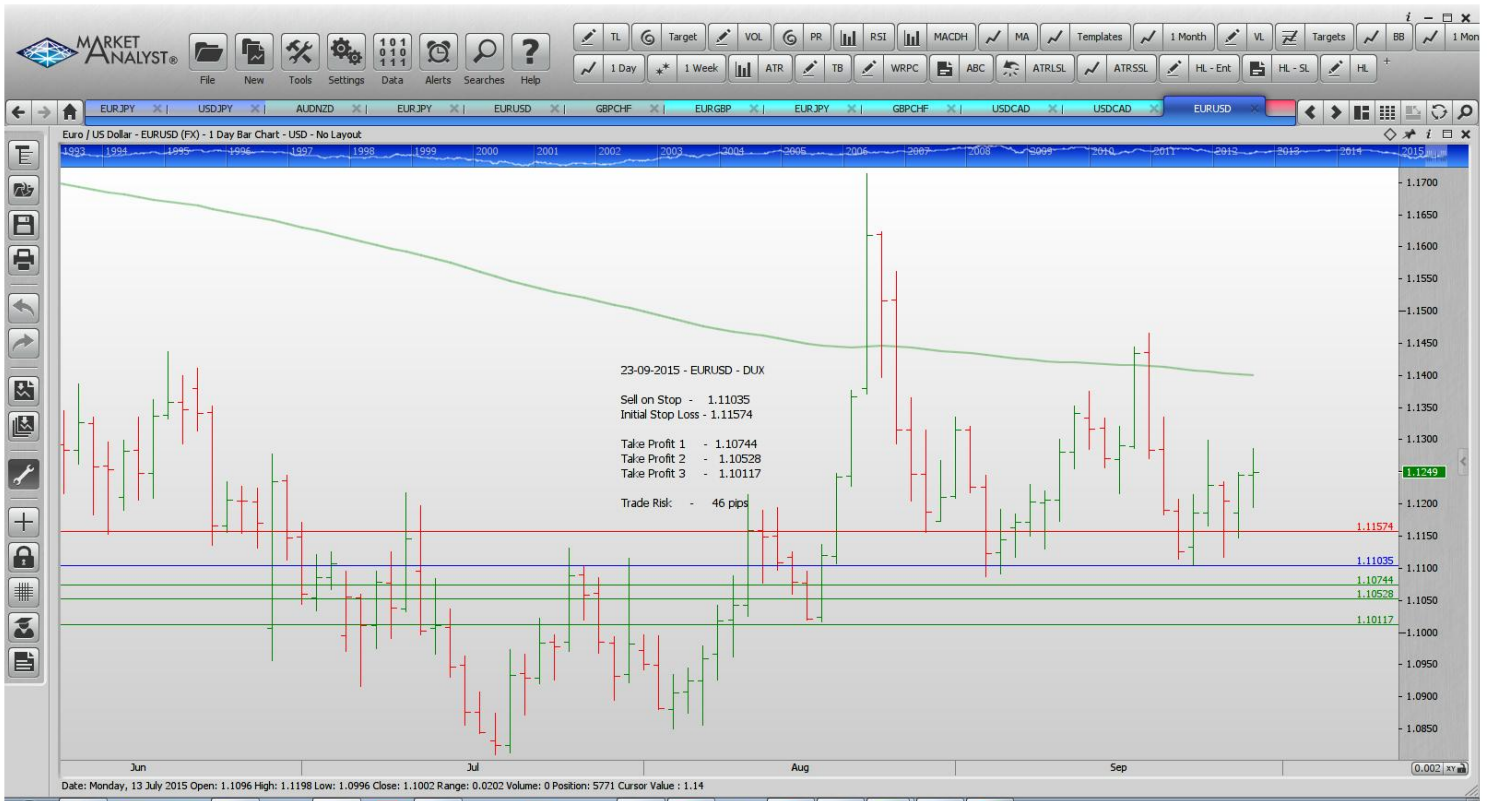 i
MARKET ANALYST®
File New Tools Settings Data Alerts Searches Help
TL Target VOL PR RSI MACDH MA Templates 1 Month VL Targets BB 1 Mon
1 Day 1 Week ATR TB WRPC ABC ATRLSL ATRSSL HL - Ent HL - SL HL +
101
010
111
EURJPY USDJPY AUDNZD EURJPY EURUSD GBPCHF EURGBP EURJPY GBPCHF USDCAD USDCAD EURUSD
Euro / US Dollar - EURUSD (FX) - 1 Day Bar Chart - USD - No Layout
i
1993 1994 1995 1996 1997 1998 1999 2000 2001 2002 2003 2004 2005 2006 2007 2008 2009 2010 2011 2012 2013 2014 2015
1.1700
1.1650
1.1600
1.1550
1.1500
1.1450
1.1400
1.1350
1.1300
1.1249
1.1200
1.1150
1.1100
1.1050
1.1000
1.0950
1.0900
1.0850
23-09-2015 - EURUSD - DUX
Sell on Stop - 1.11035
Initial Stop Loss - 1.11574
Take Profit 1 - 1.10744
Take Profit 2 - 1.10528
Take Profit 3 - 1.10117
Trade Risk - 46 pips
1.11574
1.11035
1.10744
1.10528
1.10117
Jun Jul Aug Sep
0.002 XY
Date: Monday, 13 July 2015 Open: 1.1096 High: 1.1198 Low: 1.0996 Close: 1.1002 Range: 0.0202 Volume: 0 Position: 5771 Cursor Value : 1.14